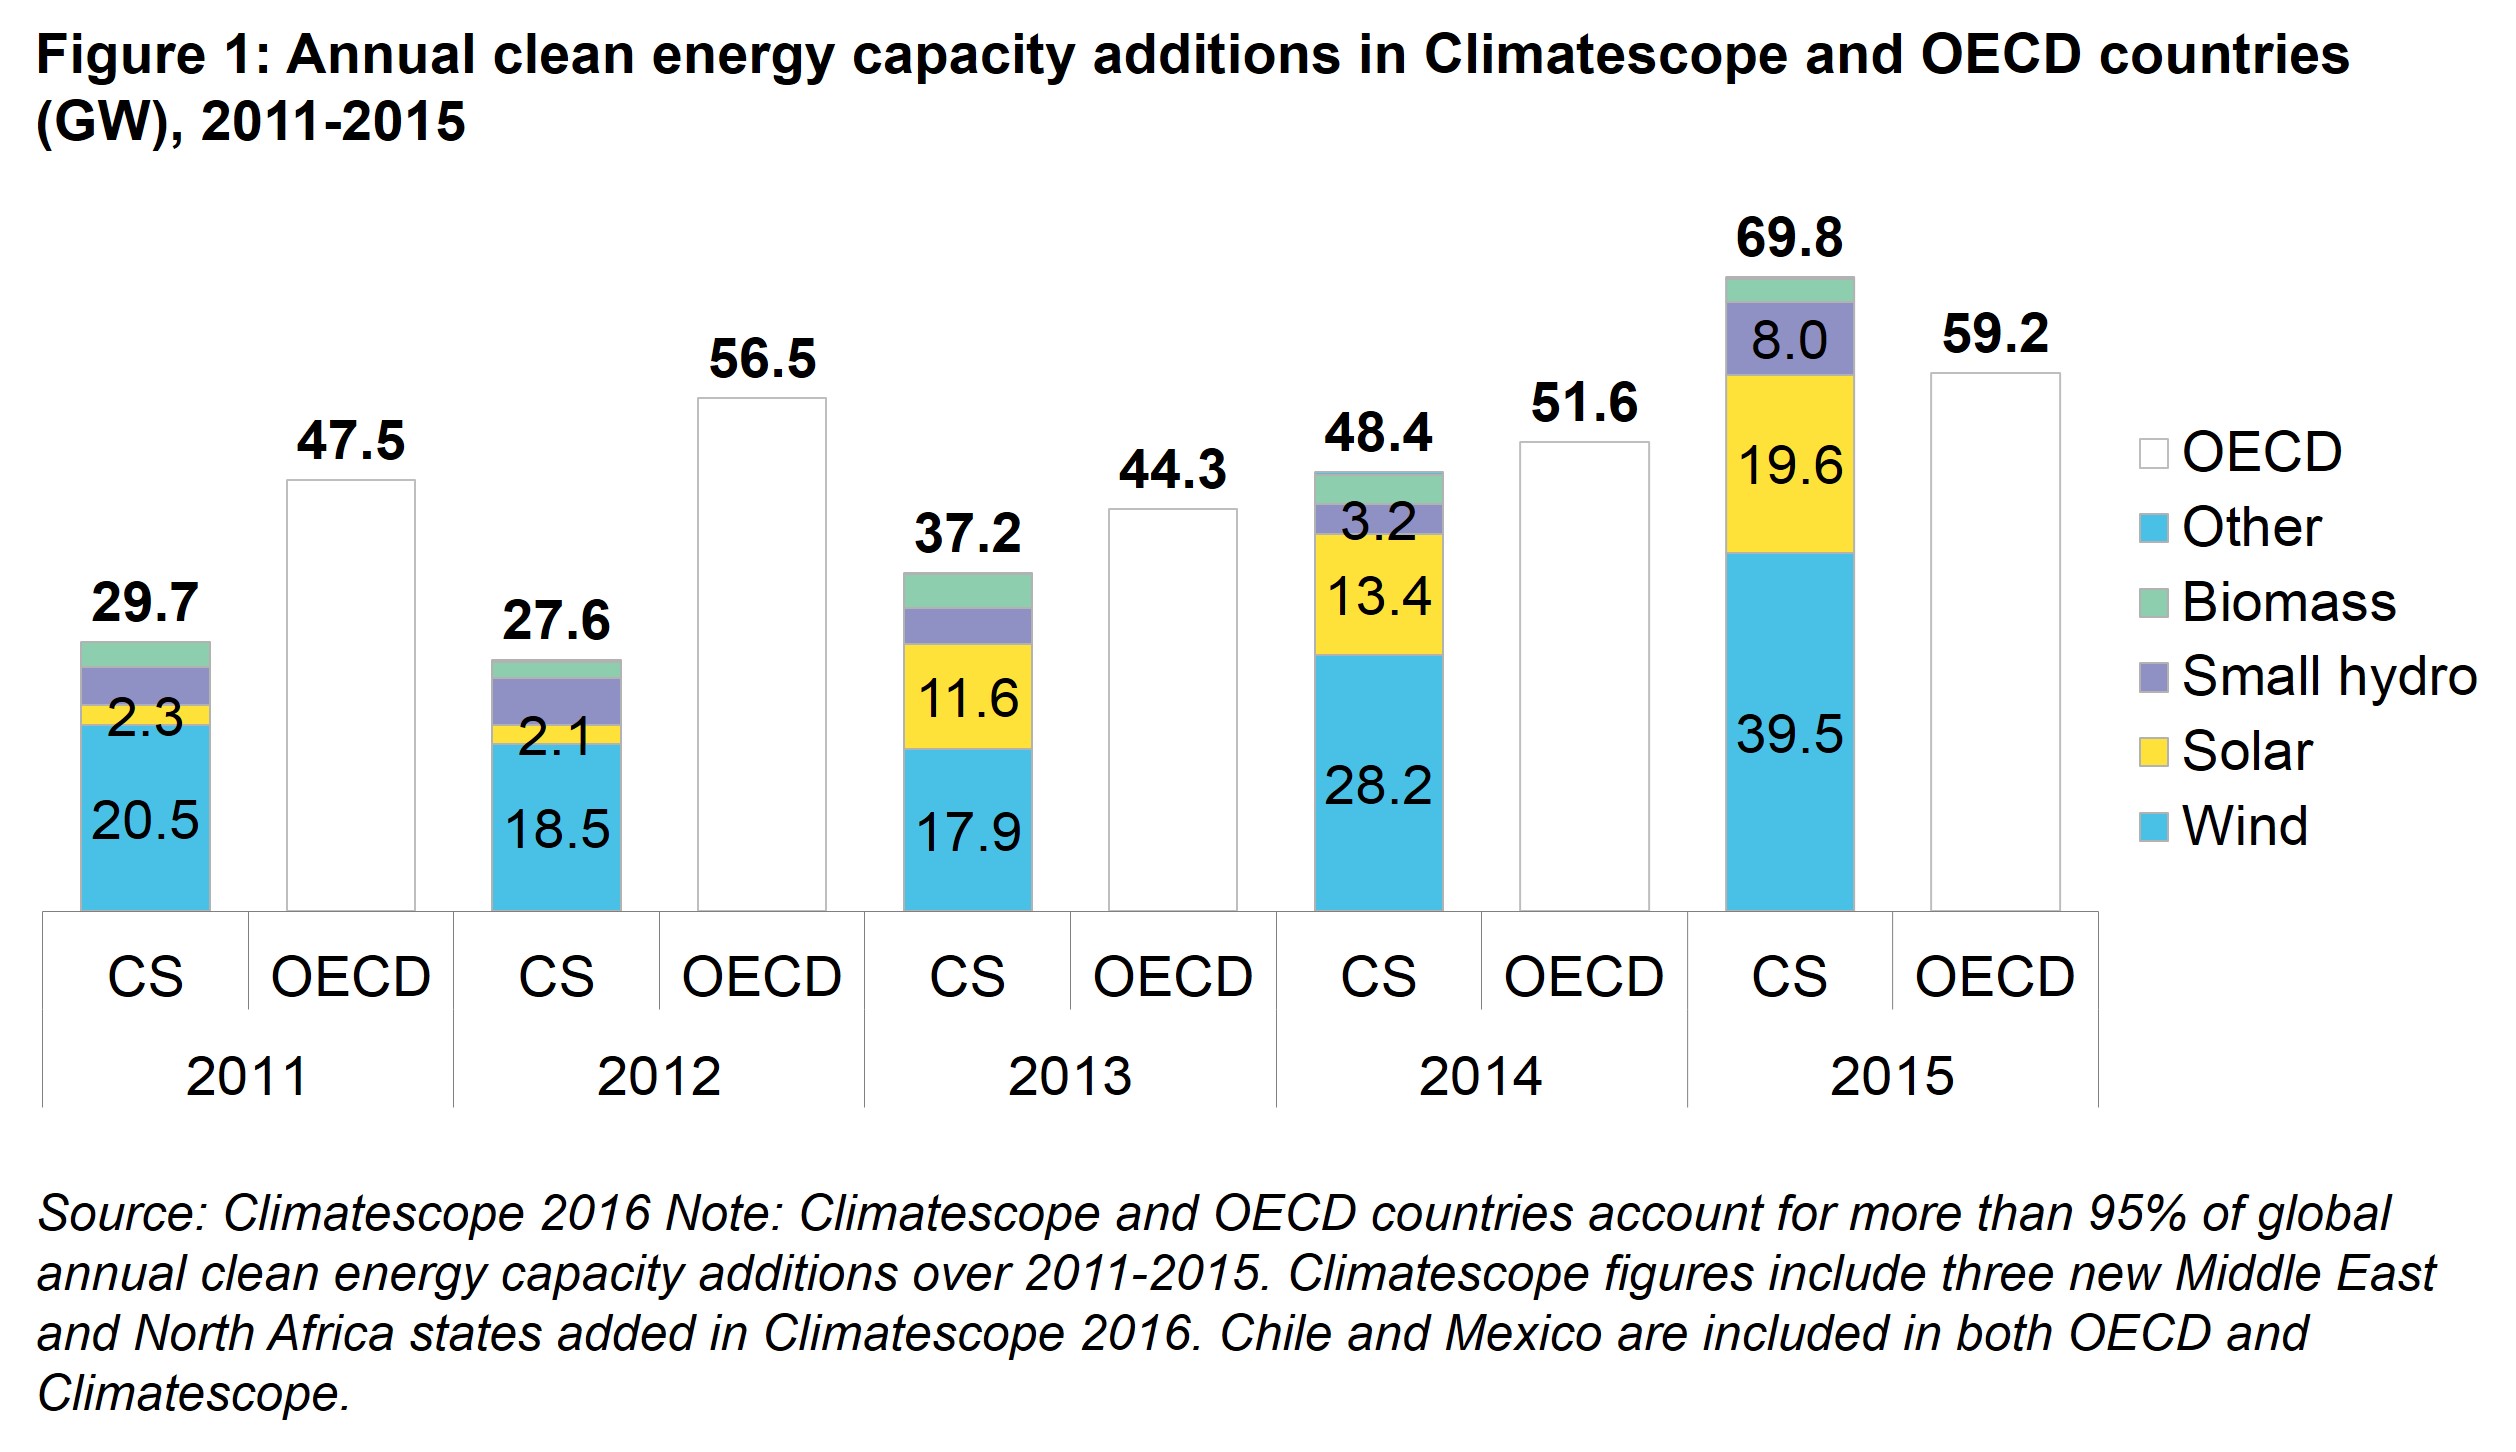 Figure 1: Annual clean energy capacity additions in Climatescope and OECD countries
(GW), 2011-2015
69.8
59.2
56.5
51.6
48.4
47.5
44.3
37.2
29.7
27.6
8.0
19.6
39.5
3.2
13.4
28.2
11.6
17.9
2.1
18.5
2.3
20.5
OECD
Other
Biomass
Small hydro
Solar
Wind
CS OECD CS OECD CS OECD CS OECD CS OECD
2011 2012 2013 2014 2015
Source: Climatescope 2016 Note: Climatescope and OECD countries account for more than 95% of global
annual clean energy capacity additions over 2011-2015. Climatescope figures include three new Middle East
and North Africa states added in Climatescope 2016. Chile and Mexico are included in both OECD and
Climatescope.